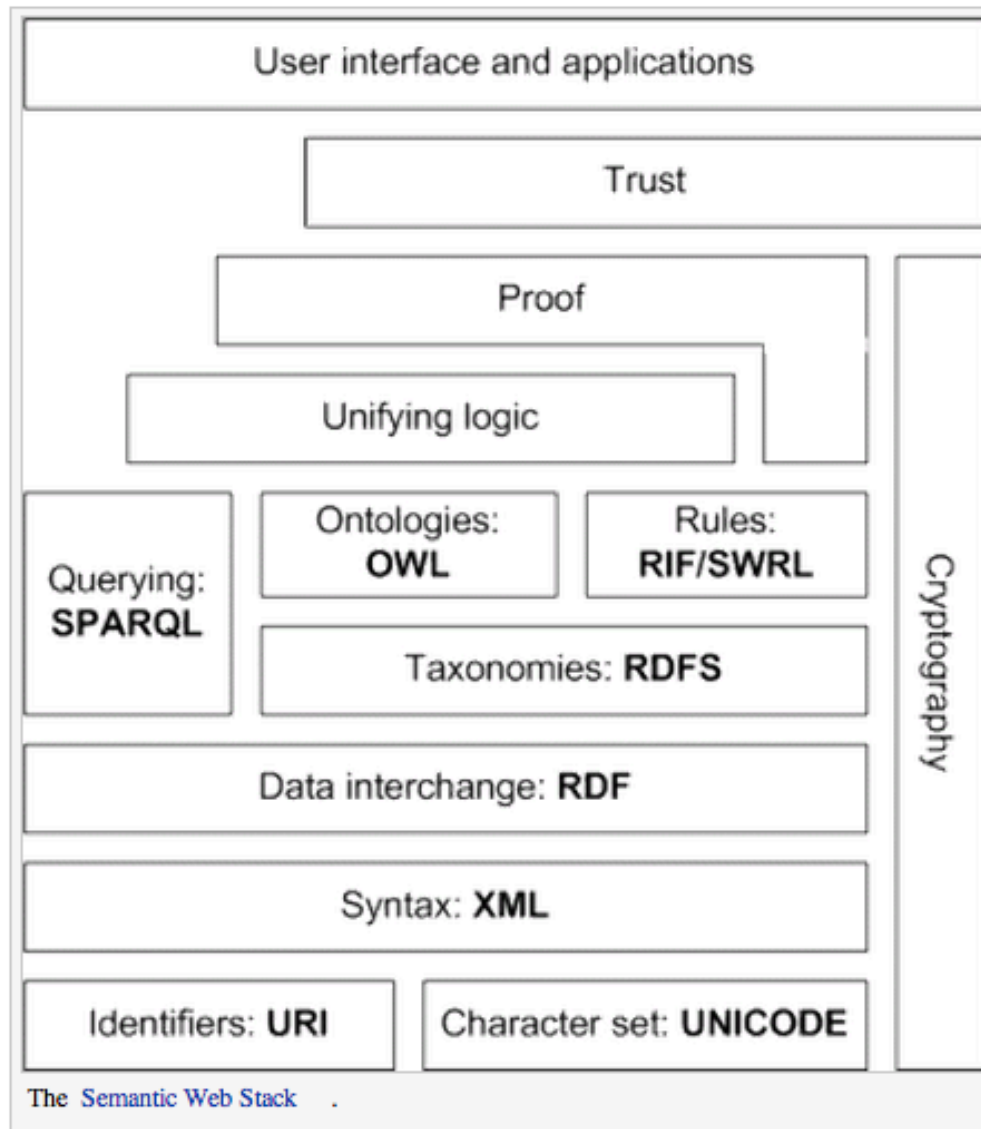 User interface and applications
Trust
Proof
Unifying logic
Querying:
SPARQL
Ontologies:
OWL
Rules:
RIF/SWRL
Taxonomies: RDFS
Cryptography
Data interchange: RDF
Syntax: XML
Identifiers: URI
Character set: UNICODE
The Semantic Web Stack .